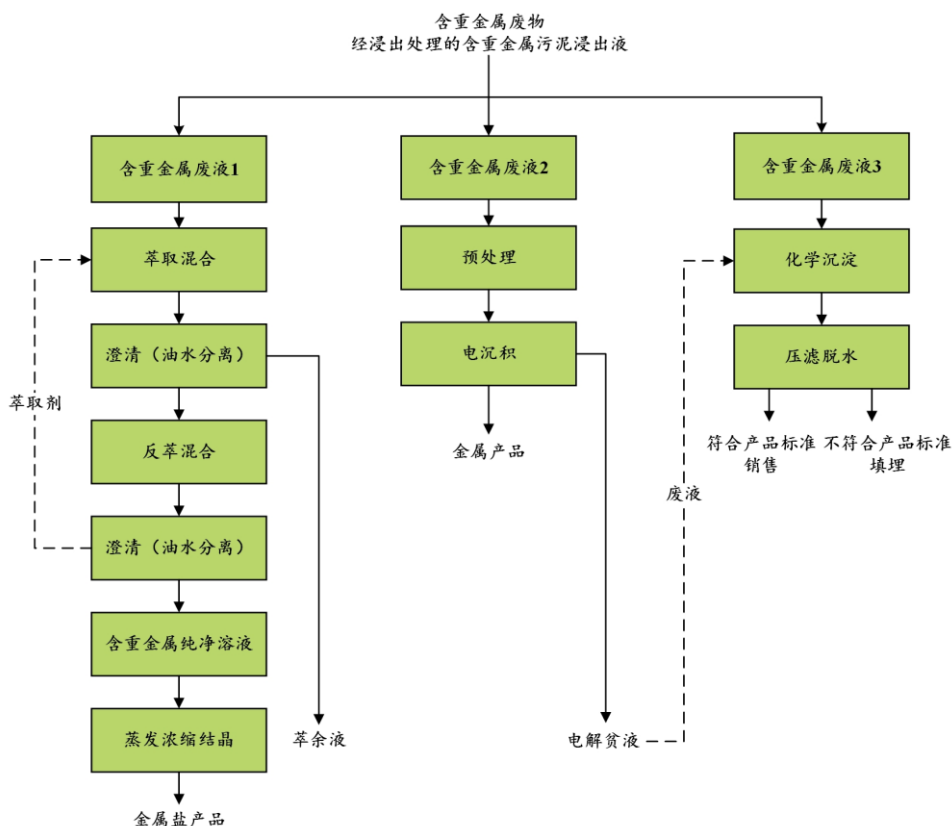 含重金属废物
经浸出处理的含重金属污泥浸出液
含重金属废液1
含重金属废液2
含重金属废液3
萃取混合
预处理
化学沉淀
澄清（油水分离）
电沉积
压滤脱水
萃取剂
反萃混合
金属产品
符合产品标准
销售
不符合产品标准
填埋
废液
澄清（油水分离）
含重金属纯净溶液
蒸发浓缩结晶
萃余液
电解贫液
金属盐产品